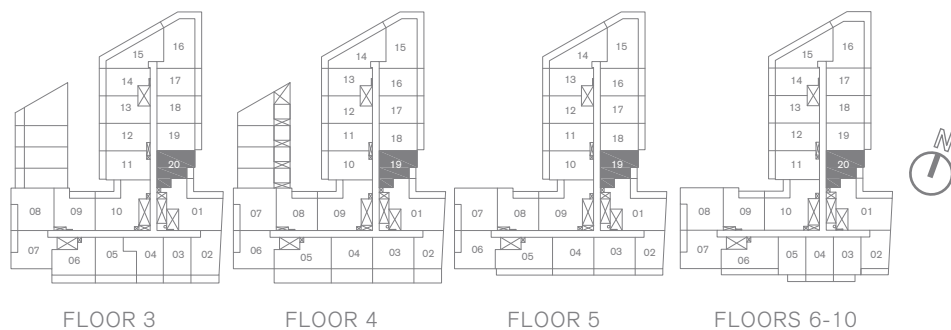 15 16
14 17
13 18
12 19
11 20
08 09 10 01
07 06 05 04 03 02
FLOOR 3
14 15
13 16
12 17
11 18
10 19
07 08 09 01
06 05 04 03 02
FLOOR 4
14 15
13 16
12 17
11 18
10 19
07 08 09 01
06 05 04 03 02
FLOOR 5
15 16
14 17
13 18
12 19
11 20
08 09 10 01
07 06 05 04 03 02
FLOORS 6-10
N